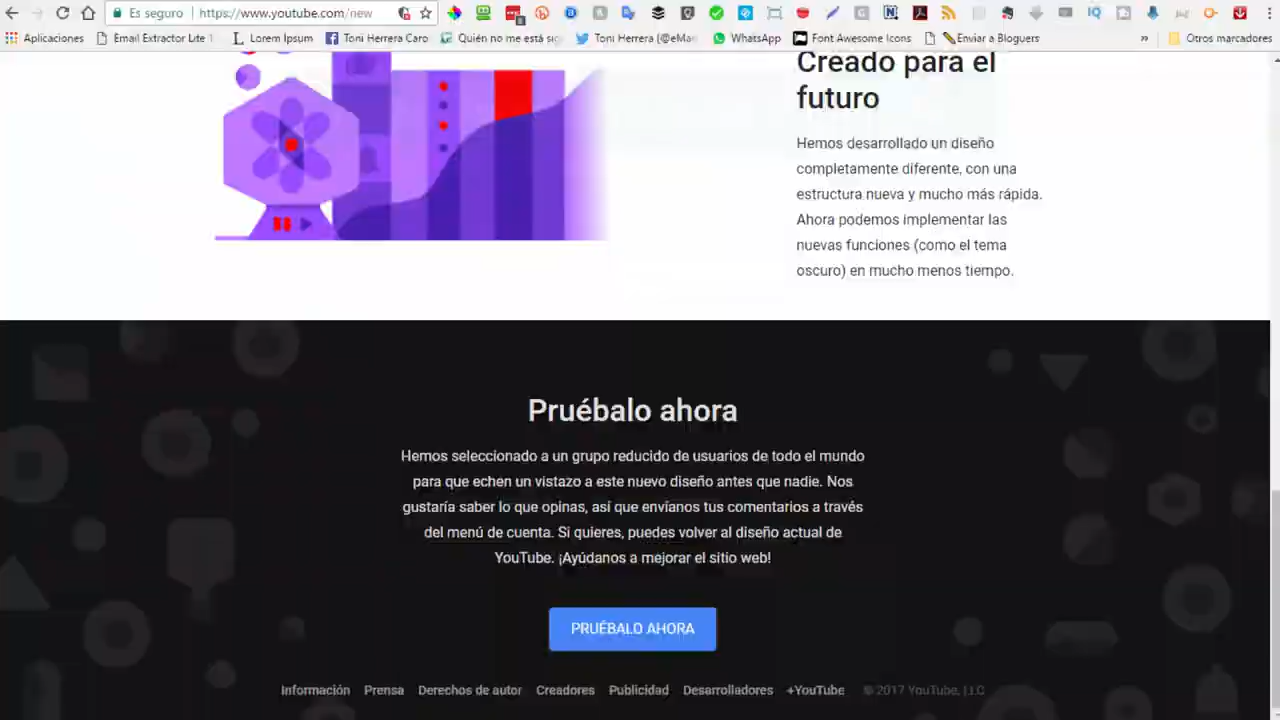 Es seguro | https://www.youtube.com/new
Aplicaciones Email Extractor Lite 1 Lorem Ipsum Toni Herrera Caro Quién no me está sig Toni Herrera (@eMa WhatsApp Font Awesome Icons Enviar a Bloguers » Otros marcadores
Creado para el
futuro
Hemos desarrollado un diseño
completamente diferente, con una
estructura nueva y mucho más rápida.
Ahora podemos implementar las
nuevas funciones (como el tema
oscuro) en mucho menos tiempo.
Pruébalo ahora
Hemos seleccionado a un grupo reducido de usuarios de todo el mundo
para que echen un vistazo a este nuevo diseño antes que nadie. Nos
gustaría saber lo que opinas, así que envíanos tus comentarios a través
del menú de cuenta. Si quieres, puedes volver al diseño actual de
YouTube. ¡Ayúdanos a mejorar el sitio web!
PRUÉBALO AHORA
Información Prensa Derechos de autor Creadores Publicidad Desarrolladores +YouTube © 2017 YouTube, LLC